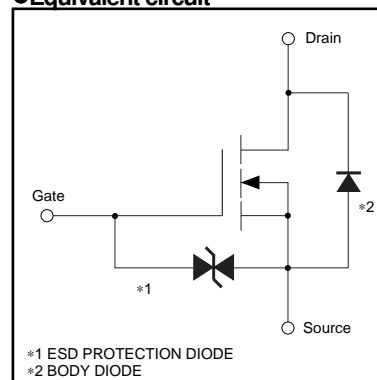 ●Equivalent circuit
Drain
Gate
∗2
∗1
Source
∗1 ESD PROTECTION DIODE
∗2 BODY DIODE